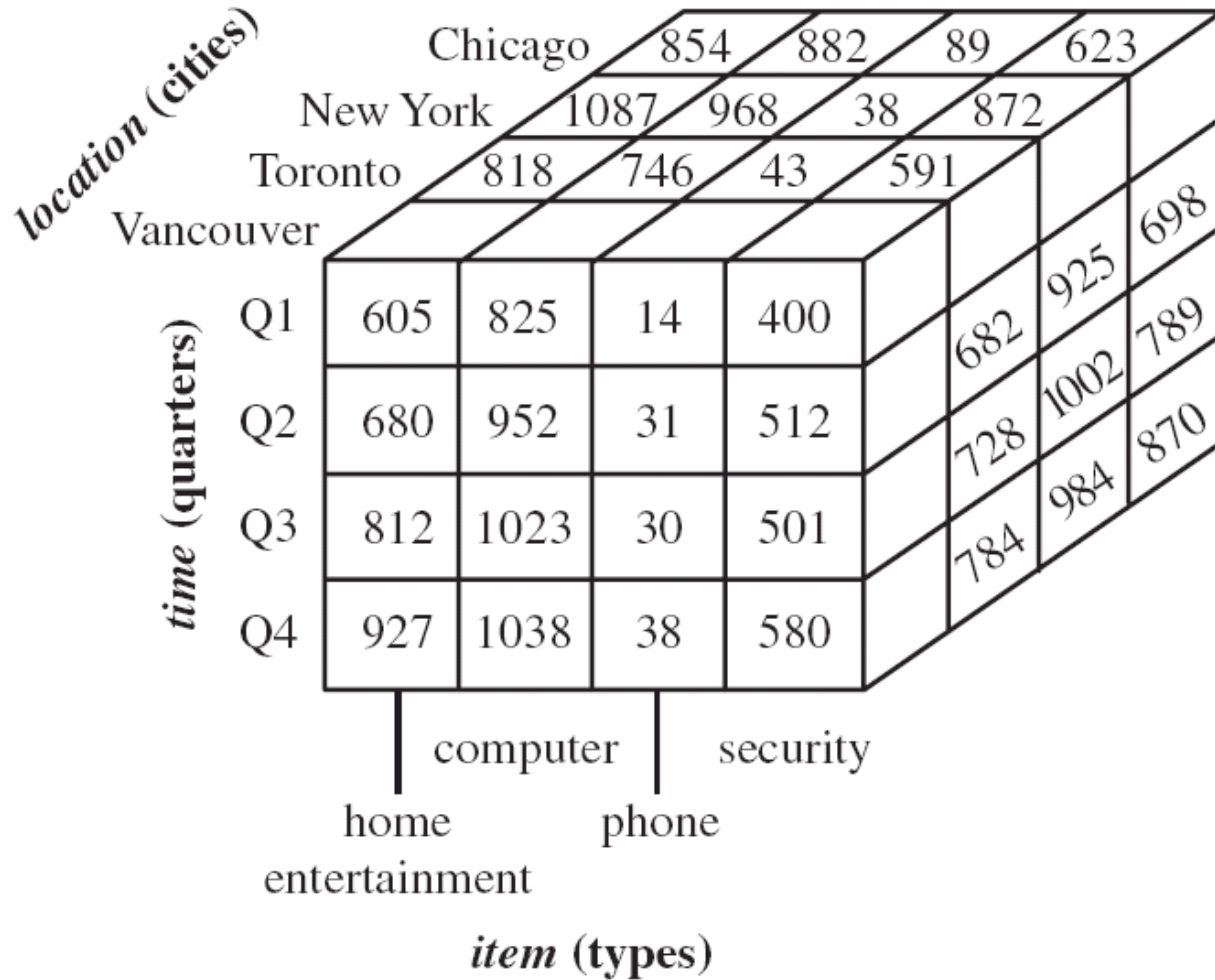 location (cities)
Chicago 854 882 89 623
New York 1087 968 38 872
Toronto 818 746 43 591
Vancouver
time (quarters)
Q1 605 825 14 400
Q2 680 952 31 512
Q3 812 1023 30 501
Q4 927 1038 38 580
682 925 698
728 1002 789
784 984 870
computer security
home phone
entertainment
item (types)